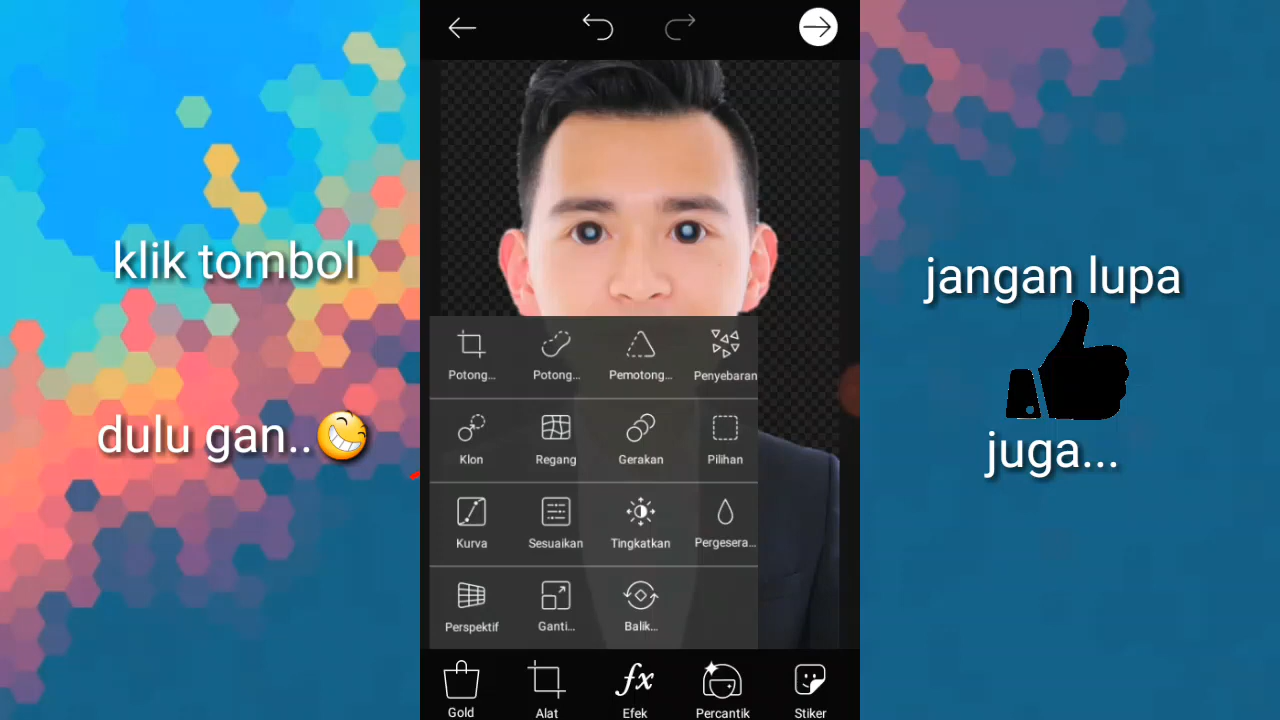 klik tombol
dulu gan..
Potong...
Potong...
Pemotong...
Penyebaran
Klon
Regang
Gerakan
Pilihan
Kurva
Sesuaikan
Tingkatkan
Pergesera...
Perspektif
Ganti...
Balik...
Gold
Alat
fx
Efek
Percantik
Stiker
jangan lupa
juga...